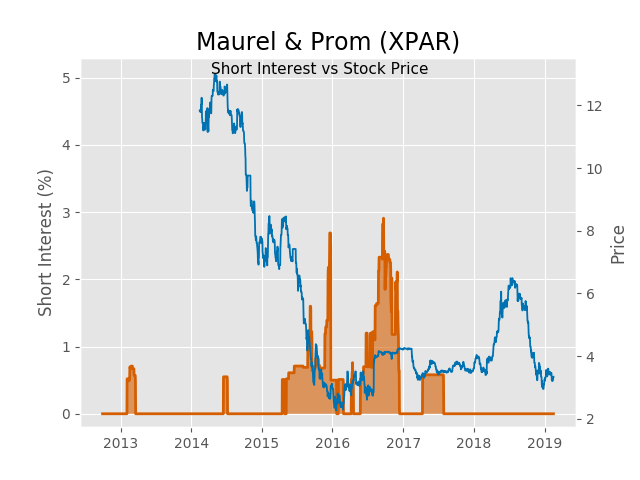 Maurel & Prom (XPAR)
Short Interest vs Stock Price
Short Interest (%)
5
4
3
2
1
0
12
10
8
6
4
2
Price
2013 2014 2015 2016 2017 2018 2019